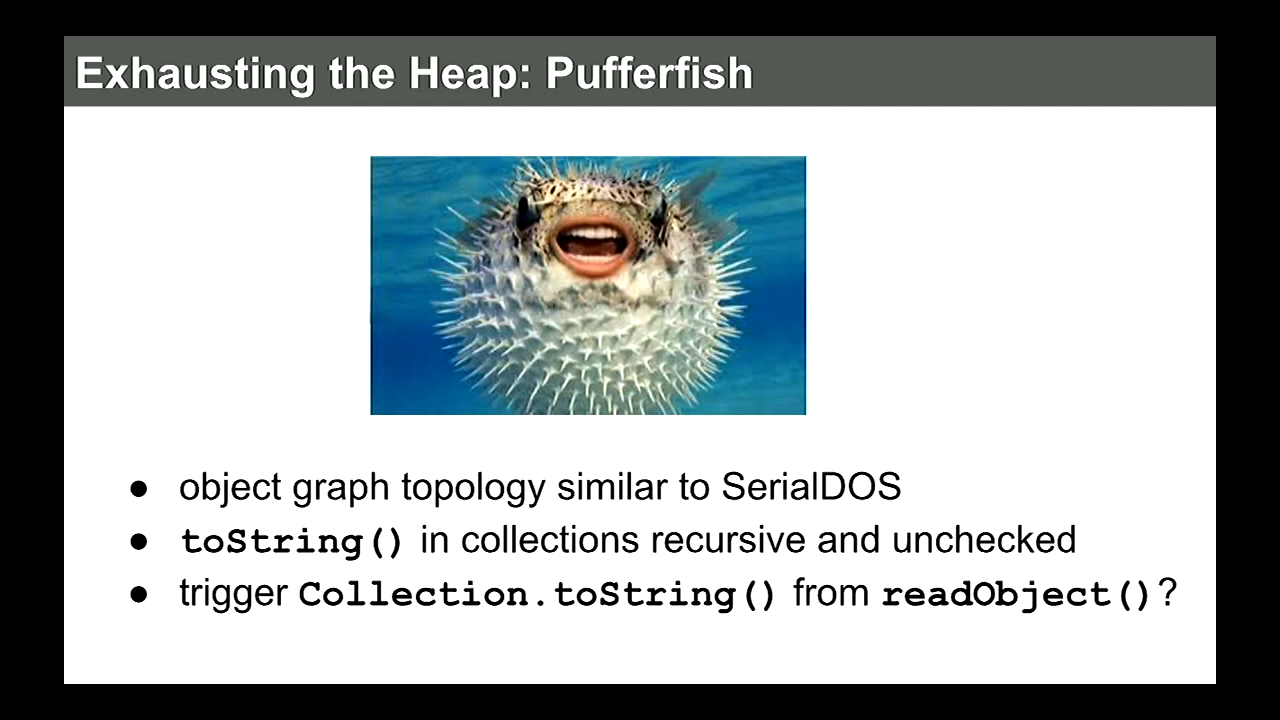 Exhausting the Heap: Pufferfish
● object graph topology similar to SerialDOS
● toString() in collections recursive and unchecked
● trigger Collection.toString() from readObject()?